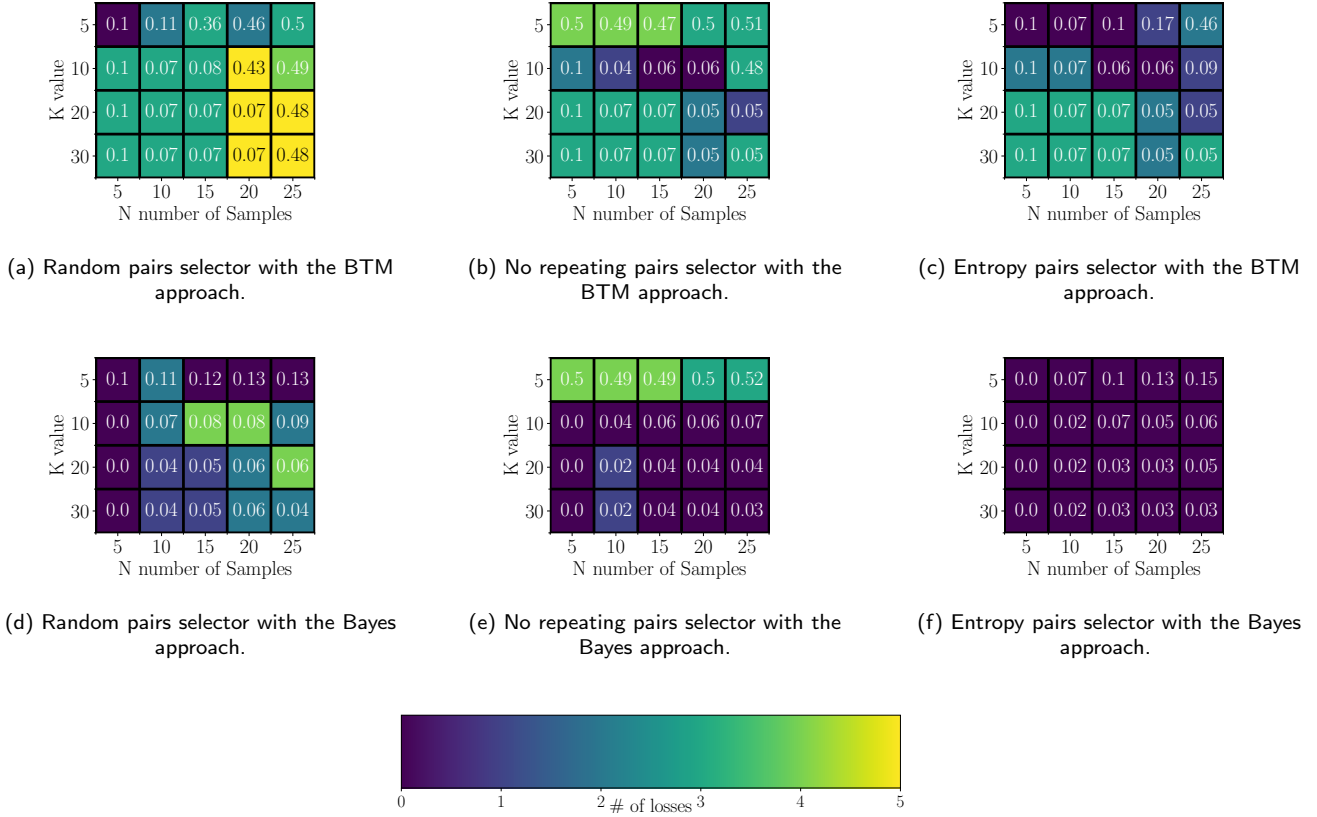 5 0.1 0.11 0.36 0.46 0.5
10 0.1 0.07 0.08 0.43 0.49
20 0.1 0.07 0.07 0.07 0.48
30 0.1 0.07 0.07 0.07 0.48
K value
5 10 15 20 25
N number of Samples
(a) Random pairs selector with the BTM
approach.
5 0.5 0.49 0.47 0.5 0.51
10 0.1 0.04 0.06 0.06 0.48
20 0.1 0.07 0.07 0.05 0.05
30 0.1 0.07 0.07 0.05 0.05
K value
5 10 15 20 25
N number of Samples
(b) No repeating pairs selector with the
BTM approach.
5 0.1 0.07 0.1 0.17 0.46
10 0.1 0.07 0.06 0.06 0.09
20 0.1 0.07 0.07 0.05 0.05
30 0.1 0.07 0.07 0.05 0.05
K value
5 10 15 20 25
N number of Samples
(c) Entropy pairs selector with the BTM
approach.
5 0.1 0.11 0.12 0.13 0.13
10 0.0 0.07 0.08 0.08 0.09
20 0.0 0.04 0.05 0.06 0.06
30 0.0 0.04 0.05 0.06 0.04
K value
5 10 15 20 25
N number of Samples
(d) Random pairs selector with the Bayes
approach.
5 0.5 0.49 0.49 0.5 0.52
10 0.0 0.04 0.06 0.06 0.07
20 0.0 0.02 0.04 0.04 0.04
30 0.0 0.02 0.04 0.04 0.03
K value
5 10 15 20 25
N number of Samples
(e) No repeating pairs selector with the
Bayes approach.
5 0.0 0.07 0.1 0.13 0.15
10 0.0 0.02 0.07 0.05 0.06
20 0.0 0.02 0.03 0.03 0.05
30 0.0 0.02 0.03 0.03 0.03
K value
5 10 15 20 25
N number of Samples
(f) Entropy pairs selector with the Bayes
approach.
0 1 2 3 4 5
# of losses